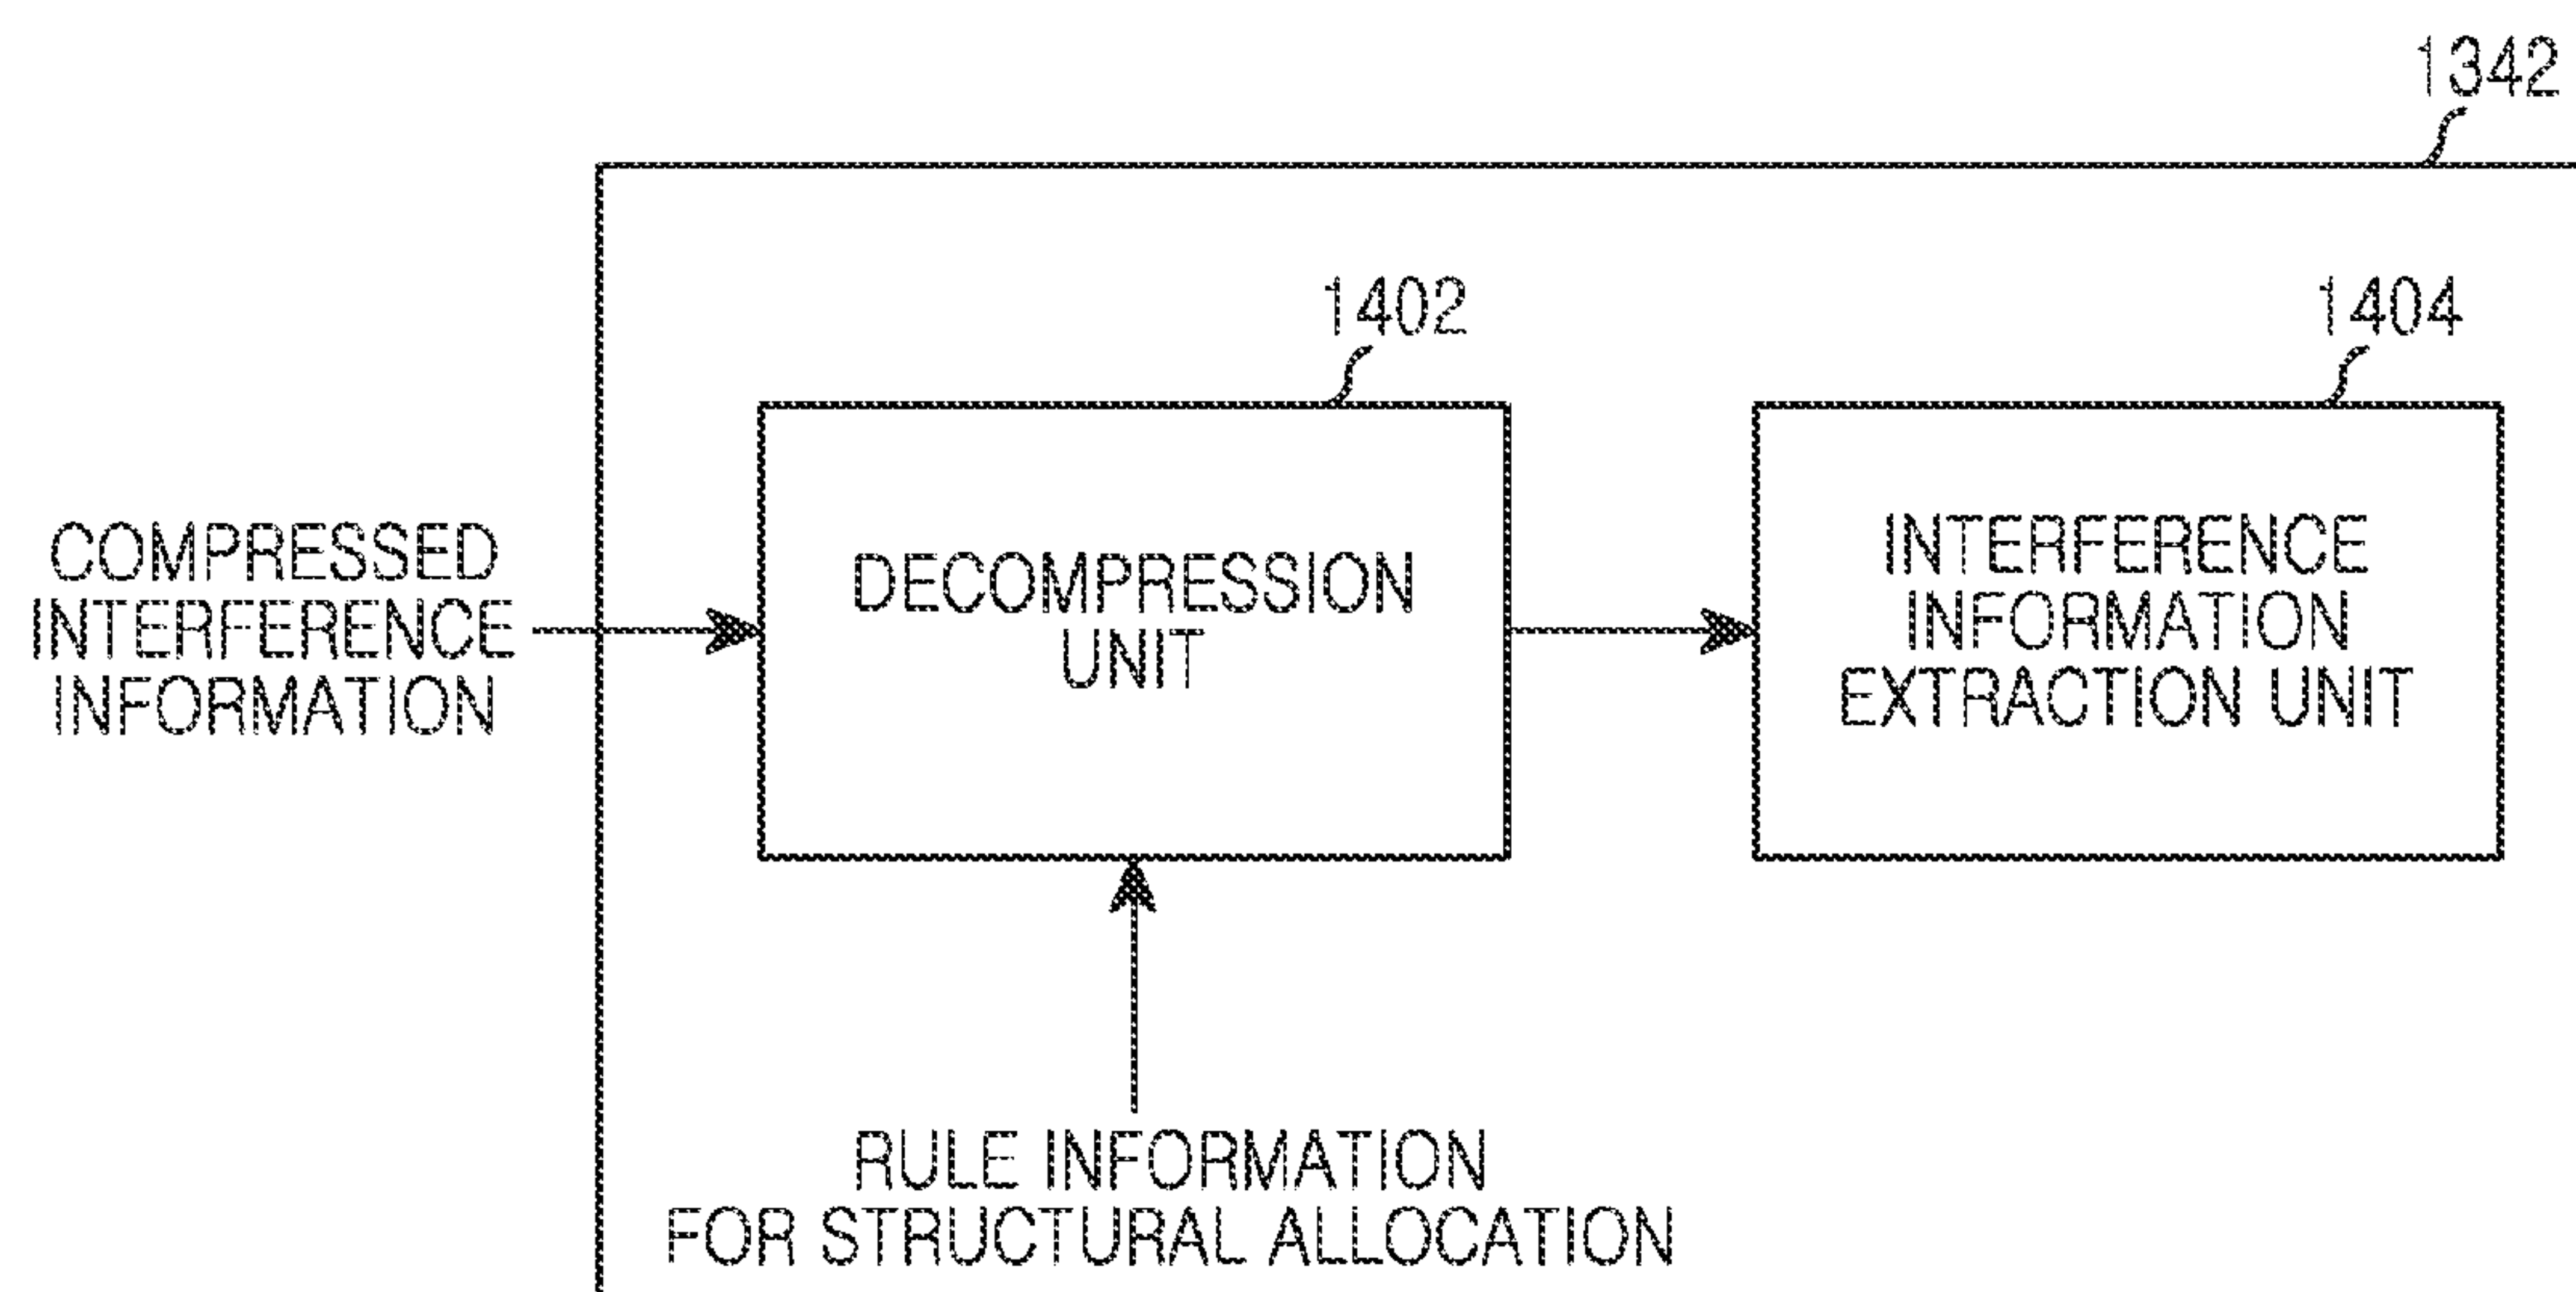 1342
1402
1404
COMPRESSED
INTERFERENCE
INFORMATION
DECOMPRESSION
UNIT
INTERFERENCE
INFORMATION
EXTRACTION UNIT
RULE INFORMATION
FOR STRUCTURAL ALLOCATION